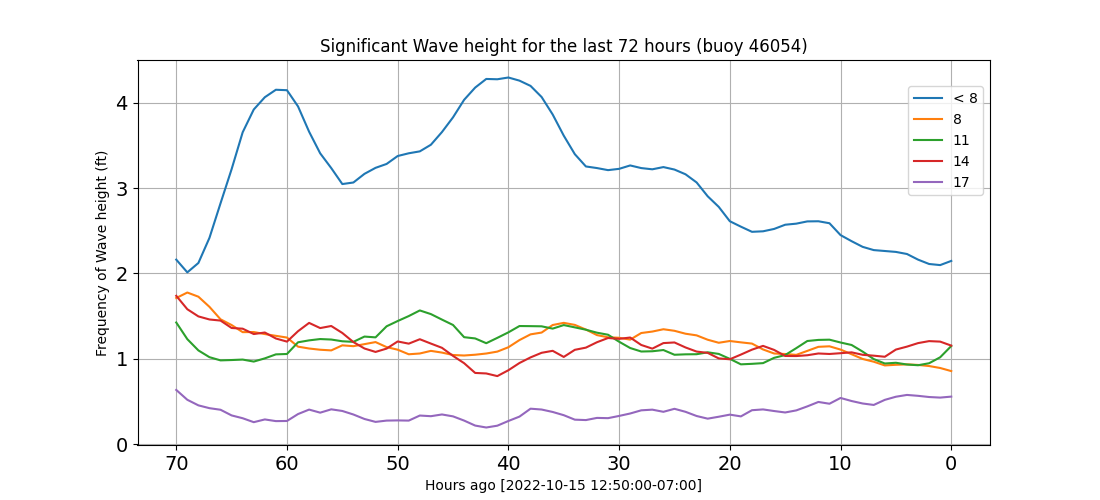 Significant Wave height for the last 72 hours (buoy 46054)
Frequency of Wave height (ft)
4
3
2
1
0
< 8
8
11
14
17
70 60 50 40 30 20 10 0
Hours ago [2022-10-15 12:50:00-07:00]